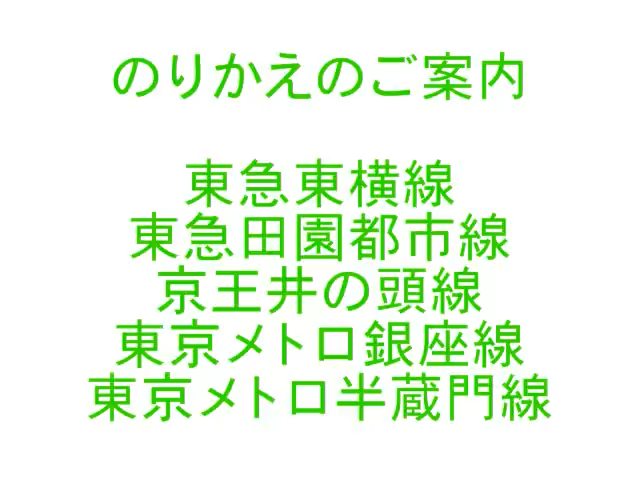 のりかえのご案内
東急東横線
東急田園都市線
京王井の頭線
東京メトロ銀座線
東京メトロ半蔵門線